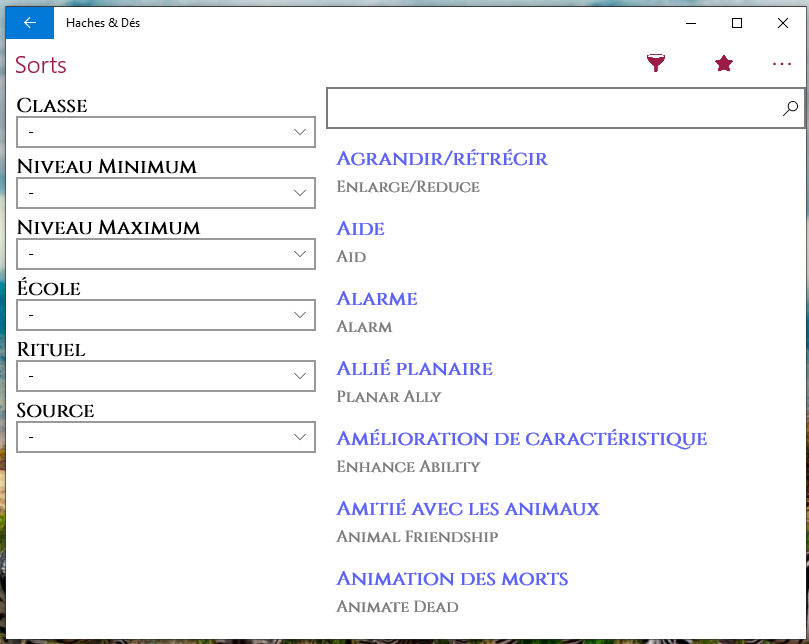 Haches & Dés
Sorts
Classe
-
Niveau Minimum
-
Niveau Maximum
-
École
-
Rituel
-
Source
-
Agrandir/rétrécir
Enlarge/Reduce
Aide
Aid
Alarme
Alarm
Allié planaire
Planar Ally
Amélioration de caractéristique
Enhance Ability
Amitié avec les animaux
Animal Friendship
Animation des morts
Animate Dead